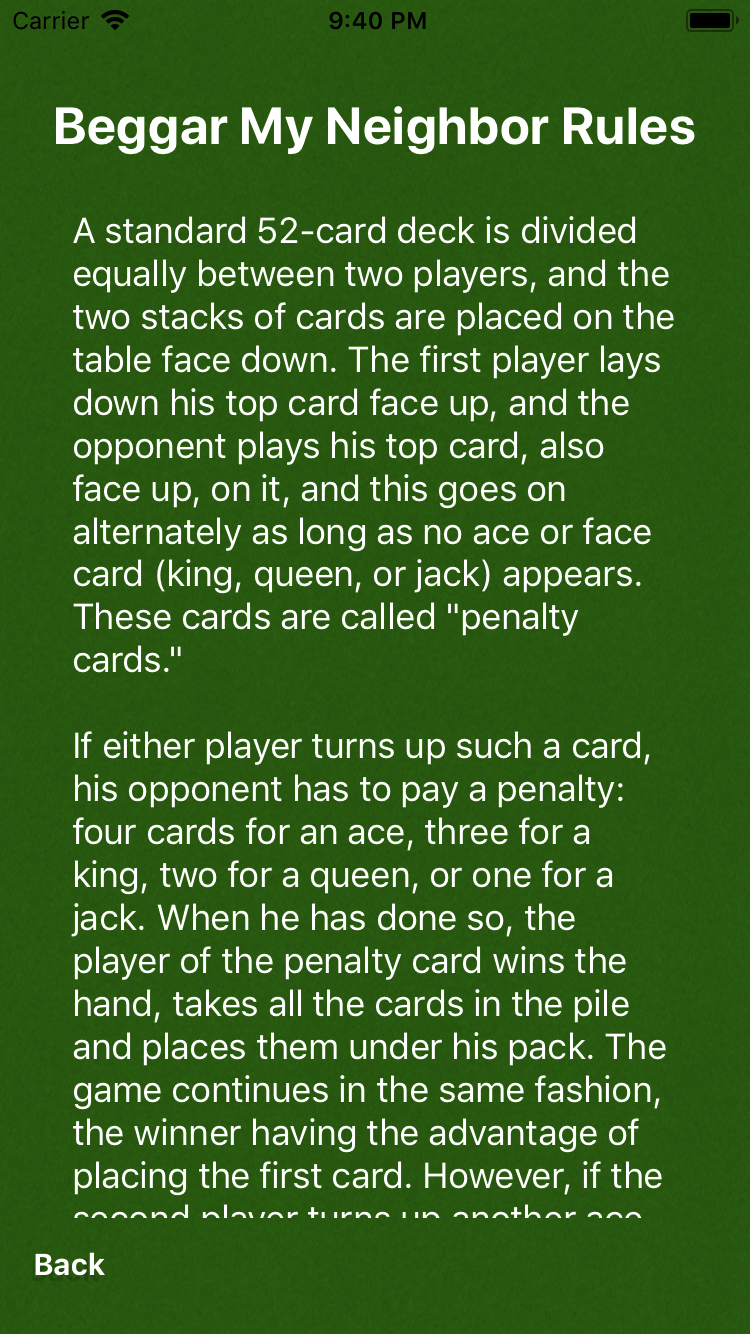 Carrier
9:40 PM
Beggar My Neighbor Rules
A standard 52-card deck is divided
equally between two players, and the
two stacks of cards are placed on the
table face down. The first player lays
down his top card face up, and the
opponent plays his top card, also
face up, on it, and this goes on
alternately as long as no ace or face
card (king, queen, or jack) appears.
These cards are called "penalty
cards."
If either player turns up such a card,
his opponent has to pay a penalty:
four cards for an ace, three for a
king, two for a queen, or one for a
jack. When he has done so, the
player of the penalty card wins the
hand, takes all the cards in the pile
and places them under his pack. The
game continues in the same fashion,
the winner having the advantage of
placing the first card. However, if the
second player turns up another ace
Back